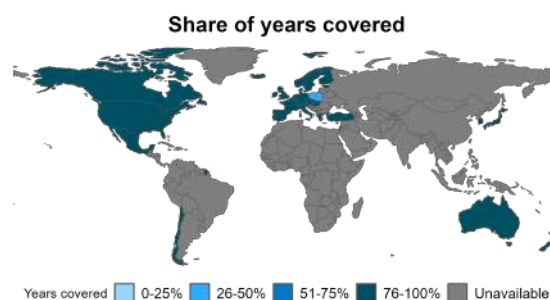 Share of years covered
Years covered 0-25% 26-50% 51-75% 76-100% Unavailable